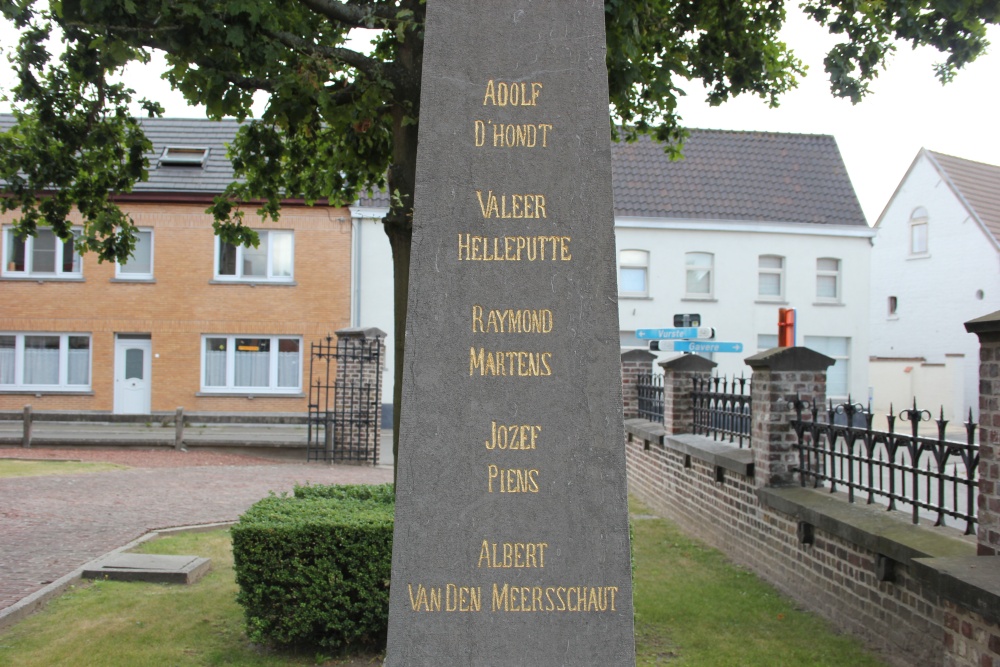 ADOLF
D'HONDT
VALEER
HELLEPUTTE
RAYMOND
MARTENS
JOZEF
PIENS
ALBERT
VAN DEN MEERSSCHAUT
Vurste
Gavere